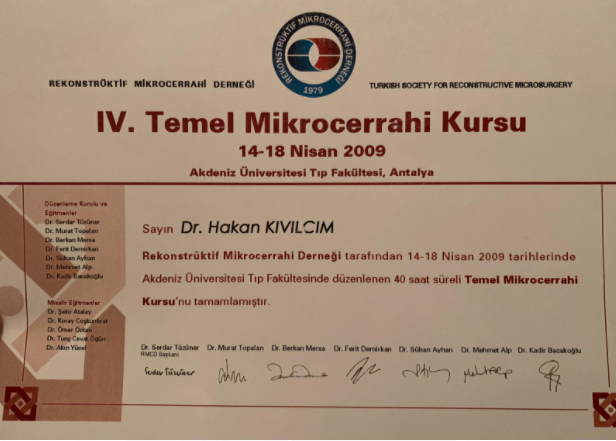 REKONSTRÜKTİF MİKROCERRAHİ DERNEĞİ
1979
REKONSTRÜKTİF MİKROCERRAHİ DERNEĞİ
TURKISH SOCIETY FOR RECONSTRUCTIVE MICROSURGERY
IV. Temel Mikrocerrahi Kursu
14-18 Nisan 2009
Akdeniz Üniversitesi Tıp Fakültesi, Antalya
Düzenleme Kurulu ve
Eğitmenler
Dr. Serdar Tüzüner
Dr. Murat Topalan
Dr. Berkan Mersa
Dr. Ferit Demirkan
Dr. Sühan Ayhan
Dr. Mehmet Alp
Dr. Kadir Bacakoğlu
Misafir Eğitmenler
Dr. Şakir Atalay
Dr. Koray Coşkunfırat
Dr. Ömer Özkan
Dr. Tunç Cevat Öğün
Dr. Akın Yücel
Sayın Dr. Hakan KIVILCIM
Rekonstrüktif Mikrocerrahi Derneği tarafından 14-18 Nisan 2009 tarihlerinde
Akdeniz Üniversitesi Tıp Fakültesinde düzenlenen 40 saat süreli Temel Mikrocerrahi
Kursu'nu tamamlamıştır.
Dr. Serdar Tüzüner Dr. Murat Topalan Dr. Berkan Mersa Dr. Ferit Demirkan Dr. Sühan Ayhan Dr. Mehmet Alp Dr. Kadir Bacakoğlu
RMCD Başkanı
Serdar Tüzüner